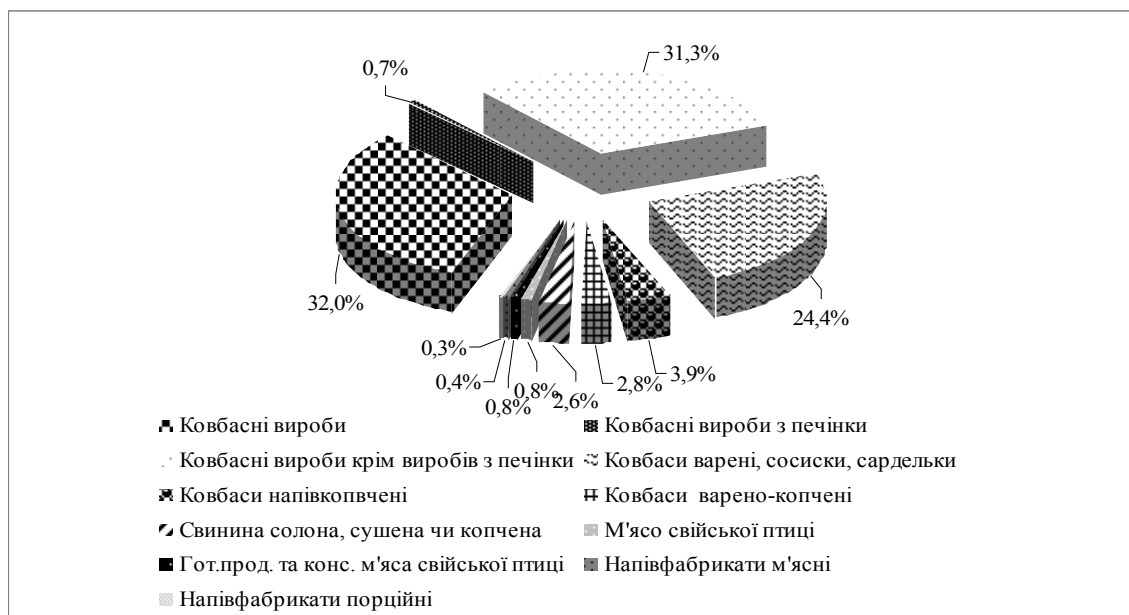 31,3%
0,7%
32,0%
24,4%
0,3%
3,9%
0,4%
2,8%
0,8%
0,8%
2,6%
Ковбасні вироби
Ковбасні вироби з печінки
Ковбасні вироби крім виробів з печінки
Ковбаси варені, сосиски, сардельки
Ковбаси напівкопвчені
Ковбаси варено-копчені
Свинина солона, сушена чи копчена
М'ясо свійської птиці
Гот.прод. та конс. м'яса свійської птиці
Напівфабрикати м'ясні
Напівфабрикати порційні